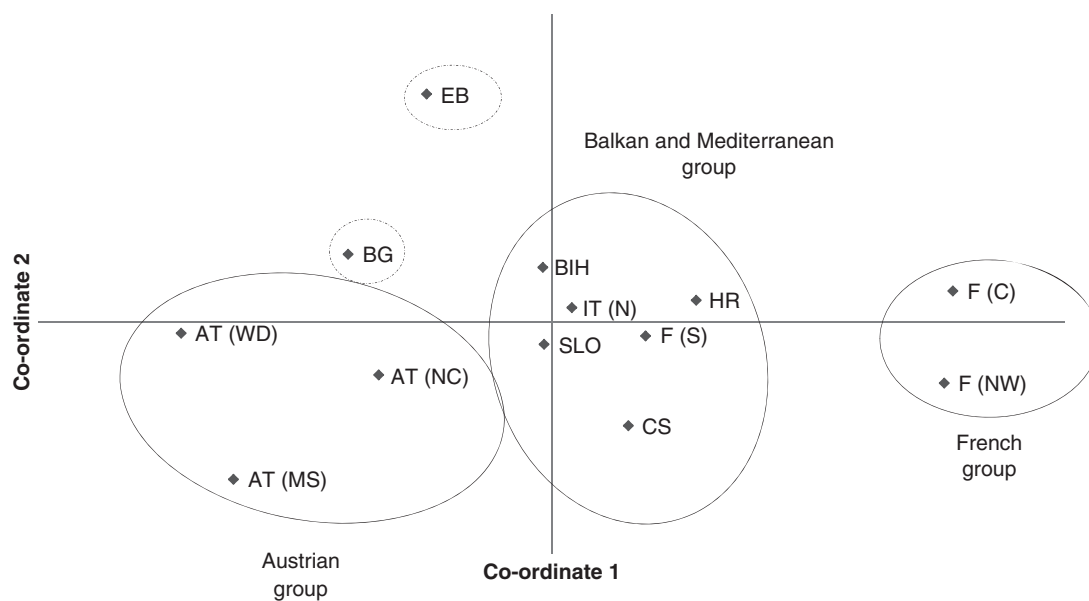 EB
Balkan and Mediterranean
group
BG
BIH
IT (N)
HR
F (C)
Co-ordinate 2
AT (WD)
SLO
F (S)
AT (NC)
F (NW)
CS
French
group
AT (MS)
Austrian
group
Co-ordinate 1